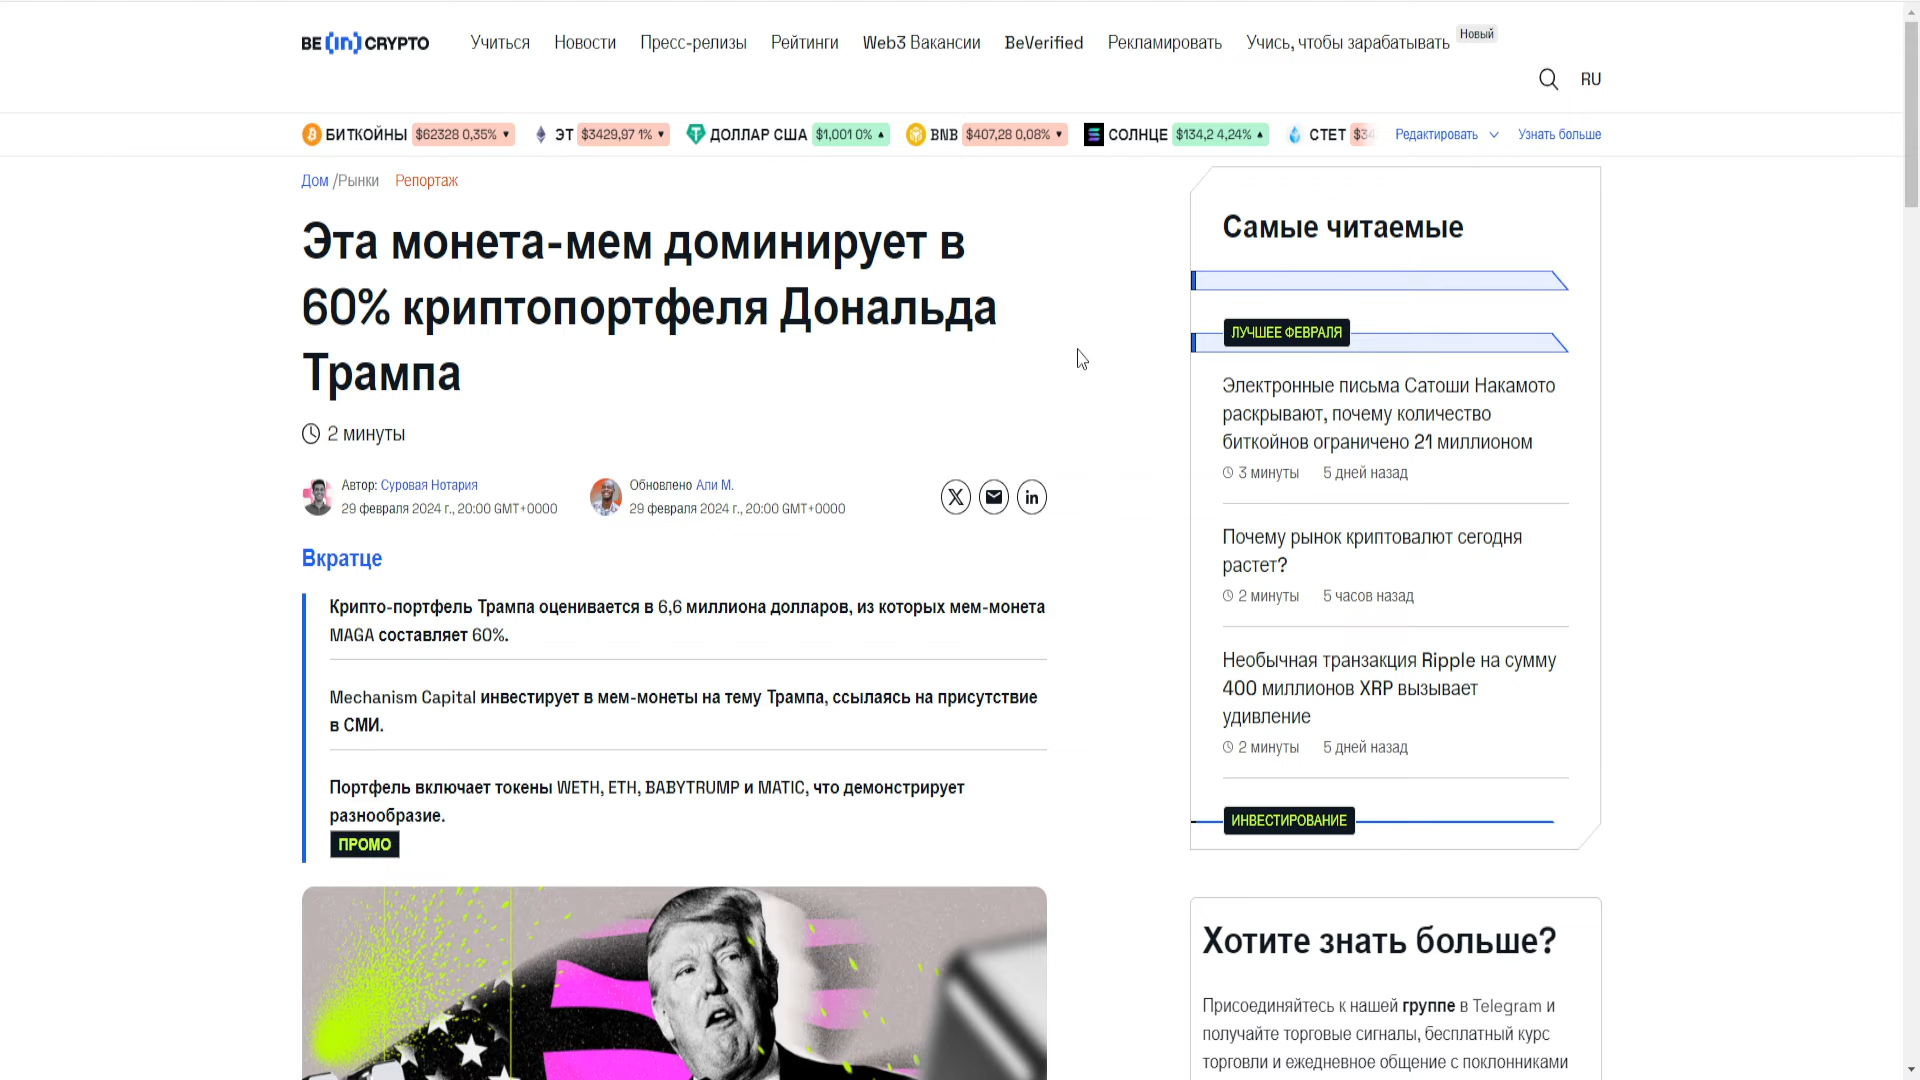 BE [in] CRYPTO
Учиться
Новости
Пресс-релизы
Рейтинги
Web3 Вакансии
BeVerified
Рекламировать
Учись, чтобы зарабатывать
Новый
RU
БИТКОЙНЫ $62328 0,35% ▼
ЭТ $3429,97 1% ▼
ДОЛЛАР США $1,001 0% ▲
BNB $407,28 0,08% ▼
СОЛНЦЕ $134,2 4,24% ▲
СТЕТ $34
Редактировать
Узнать больше
Дом /Рынки Репортаж
Эта монета-мем доминирует в
60% криптопортфеля Дональда
Трампа
2 минуты
Автор: Суровая Нотария
29 февраля 2024 г., 20:00 GMT+0000
Обновлено Али М.
29 февраля 2024 г., 20:00 GMT+0000
Вкратце
Крипто-портфель Трампа оценивается в 6,6 миллиона долларов, из которых мем-монета
MAGA составляет 60%.
Mechanism Capital инвестирует в мем-монеты на тему Трампа, ссылаясь на присутствие
в СМИ.
Портфель включает токены WETH, ETH, BABYTRUMP и MATIC, что демонстрирует
разнообразие.
ПРОМО
Самые читаемые
ЛУЧШЕЕ ФЕВРАЛЯ
Электронные письма Сатоши Накамото
раскрывают, почему количество
биткойнов ограничено 21 миллионом
3 минуты 5 дней назад
Почему рынок криптовалют сегодня
растет?
2 минуты 5 часов назад
Необычная транзакция Ripple на сумму
400 миллионов XRP вызывает
удивление
2 минуты 5 дней назад
ИНВЕСТИРОВАНИЕ
Хотите знать больше?
Присоединяйтесь к нашей группе в Telegram и
получайте торговые сигналы, бесплатный курс
торговли и ежедневное общение с поклонниками